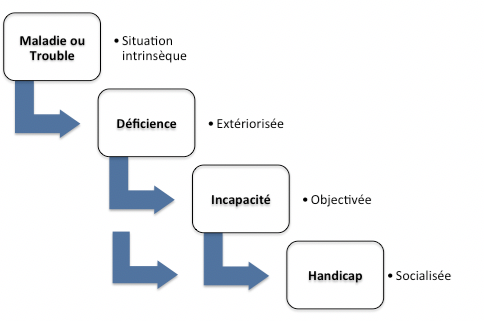 Maladie ou
Trouble
• Situation
intrinsèque
Déficience
• Extériorisée
Incapacité
• Objectivée
Handicap
• Socialisée